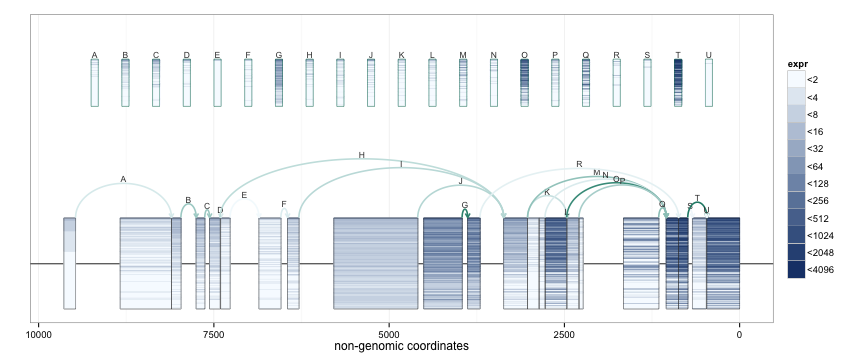 A B C D E F G H I J K L M N O P Q R S T U
expr
<2
<4
<8
<16
<32
<64
<128
<256
<512
<1024
<2048
<4096
H
I
R
A
J
M N O P
E
K
B
C
D
F
G
L
Q
S
T
U
10000 7500 5000 2500 0
non-genomic coordinates